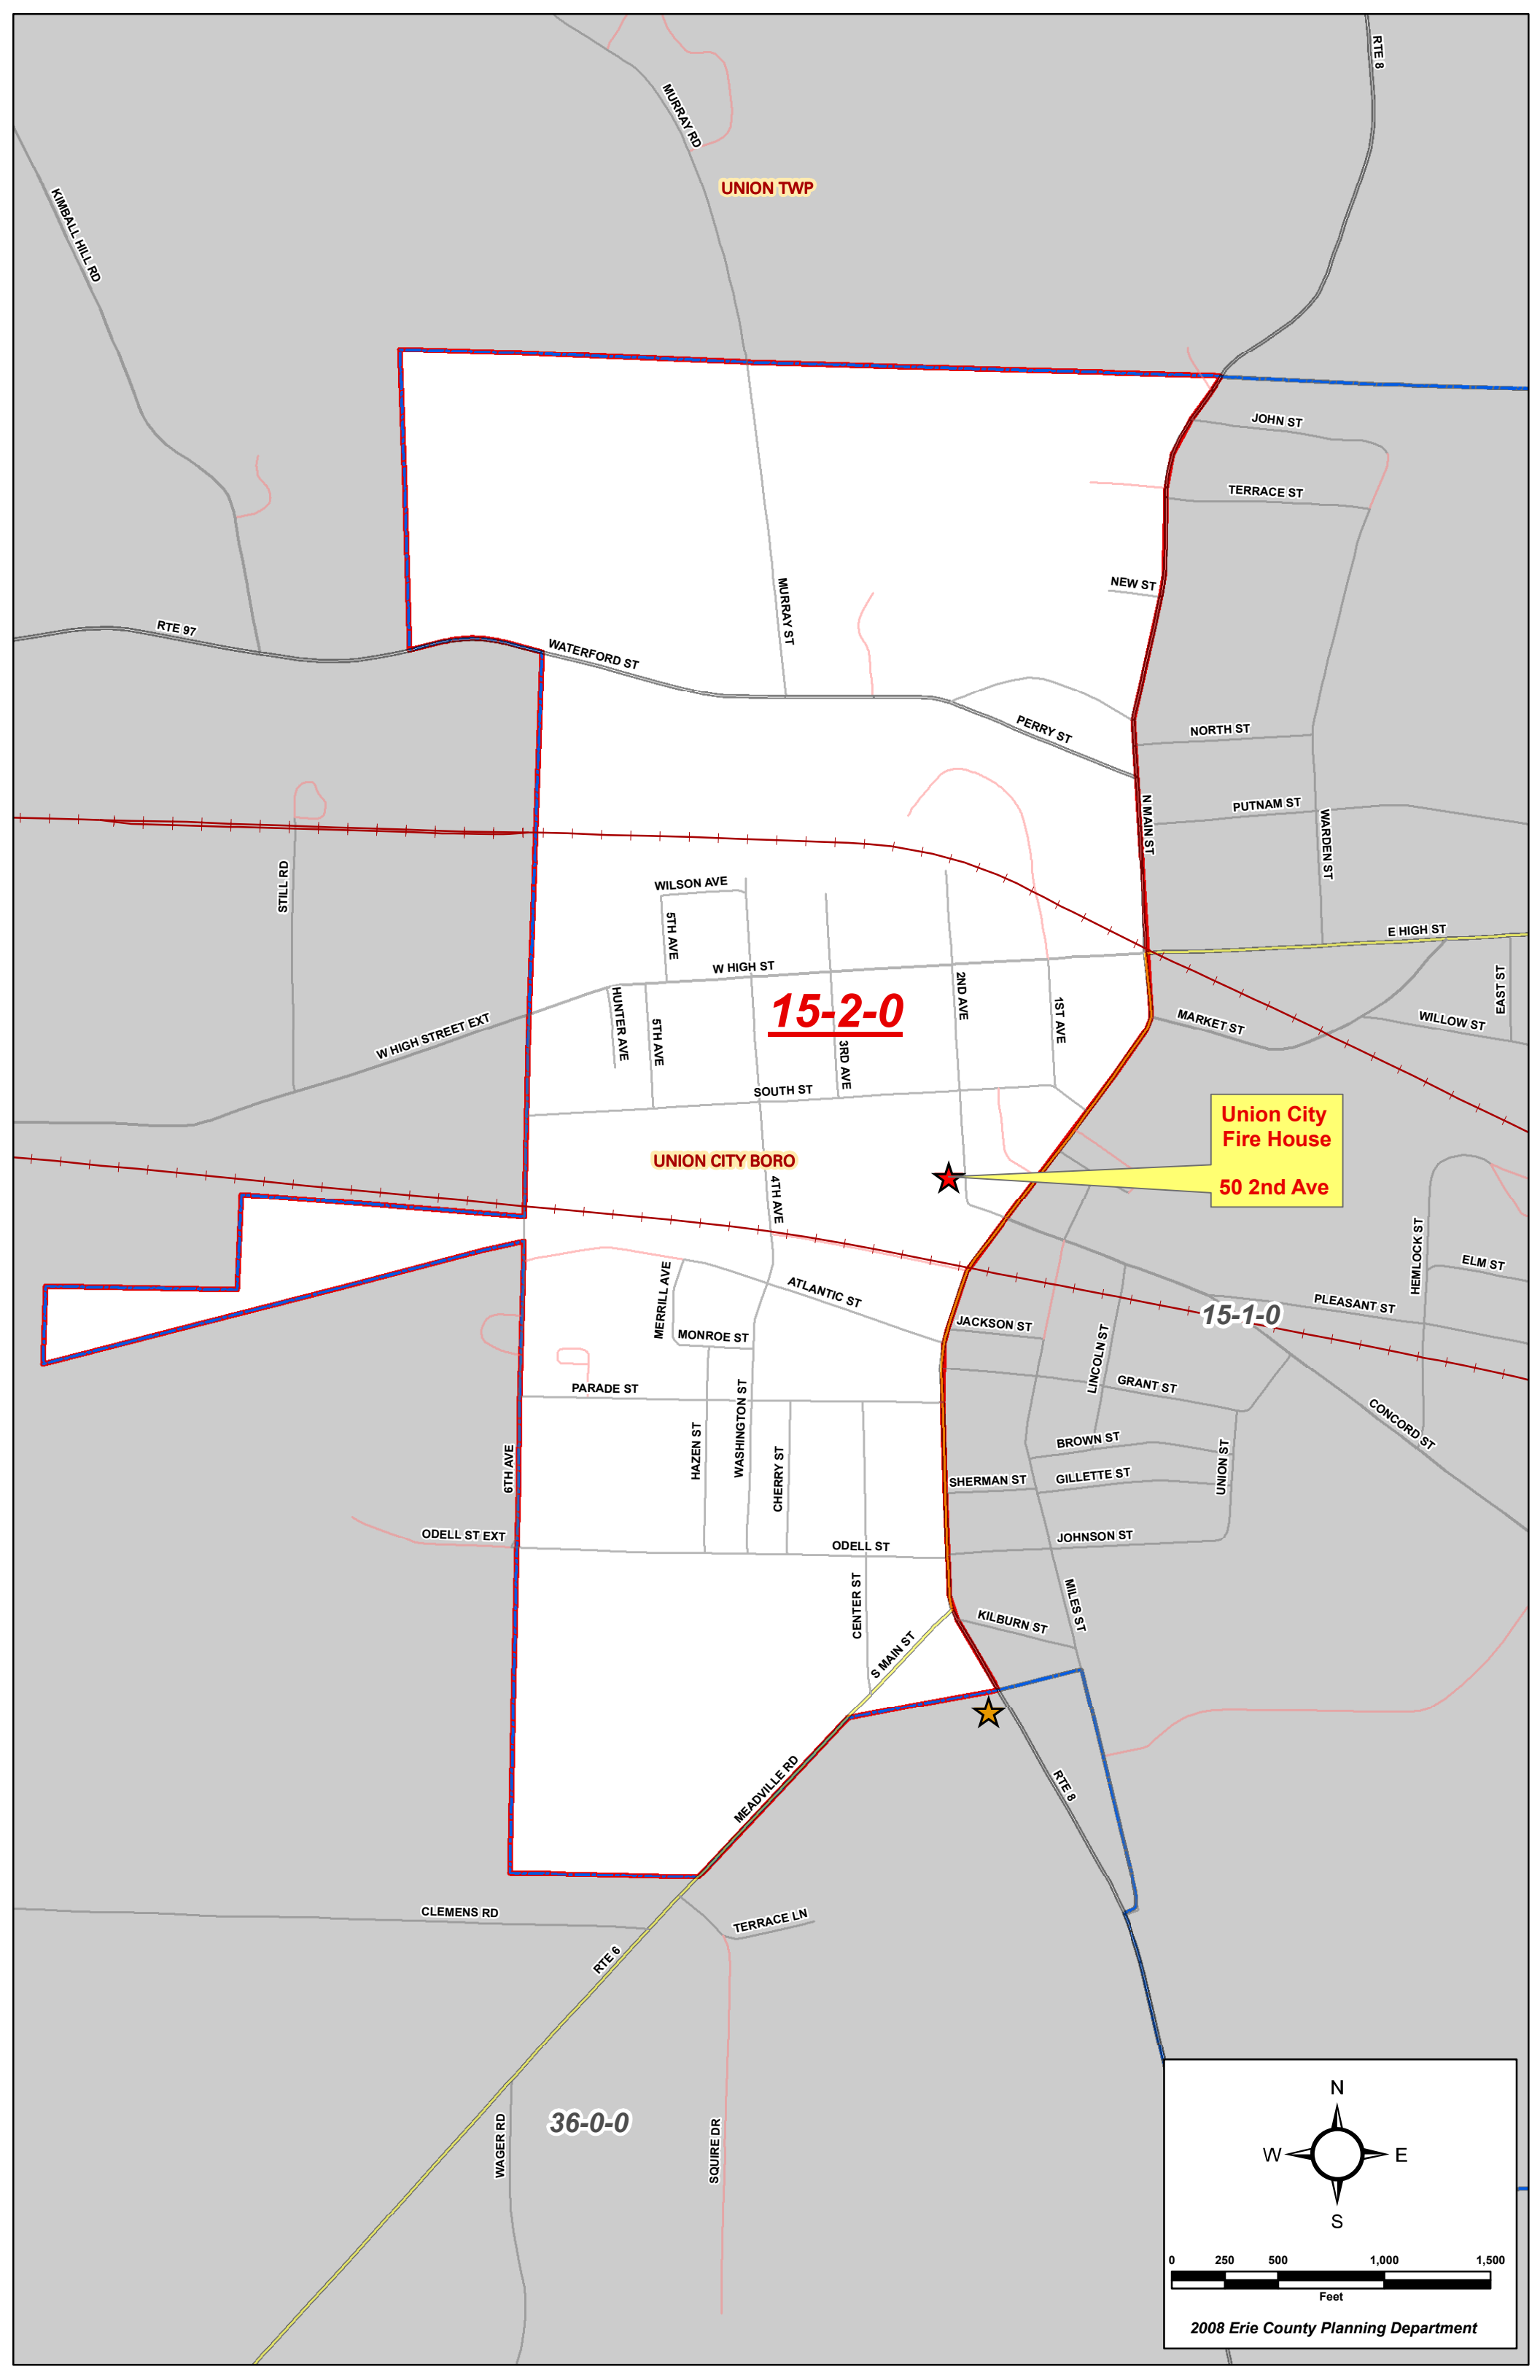 RTE 8
MURRAY RD
UNION TWP
KIMBALL HILL RD
JOHN ST
TERRACE ST
NEW ST
MURRAY ST
RTE 97
WATERFORD ST
PERRY ST
NORTH ST
N MAIN ST
PUTNAM ST
WARDEN ST
STILL RD
WILSON AVE
5TH AVE
E HIGH ST
W HIGH ST
2ND AVE
15-2-0
1ST AVE
EAST ST
HUNTER AVE
5TH AVE
W HIGH STREET EXT
MARKET ST
WILLOW ST
3RD AVE
SOUTH ST
Union City
Fire House
50 2nd Ave
UNION CITY BORO
4TH AVE
HEMLOCK ST
ELM ST
MERRILL AVE
ATLANTIC ST
PLEASANT ST
15-1-0
JACKSON ST
MONROE ST
LINCOLN ST
PARADE ST
GRANT ST
CONCORD ST
WASHINGTON ST
HAZEN ST
CHERRY ST
6TH AVE
BROWN ST
UNION ST
SHERMAN ST
GILLETTE ST
ODELL ST EXT
ODELL ST
JOHNSON ST
CENTER ST
MILES ST
KILBURN ST
S MAIN ST
MEADVILLE RD
RTE 8
CLEMENS RD
TERRACE LN
RTE 6
36-0-0
WAGER RD
SQUIRE DR
N
W
E
S
0 250 500 1,000 1,500
Feet
2008 Erie County Planning Department